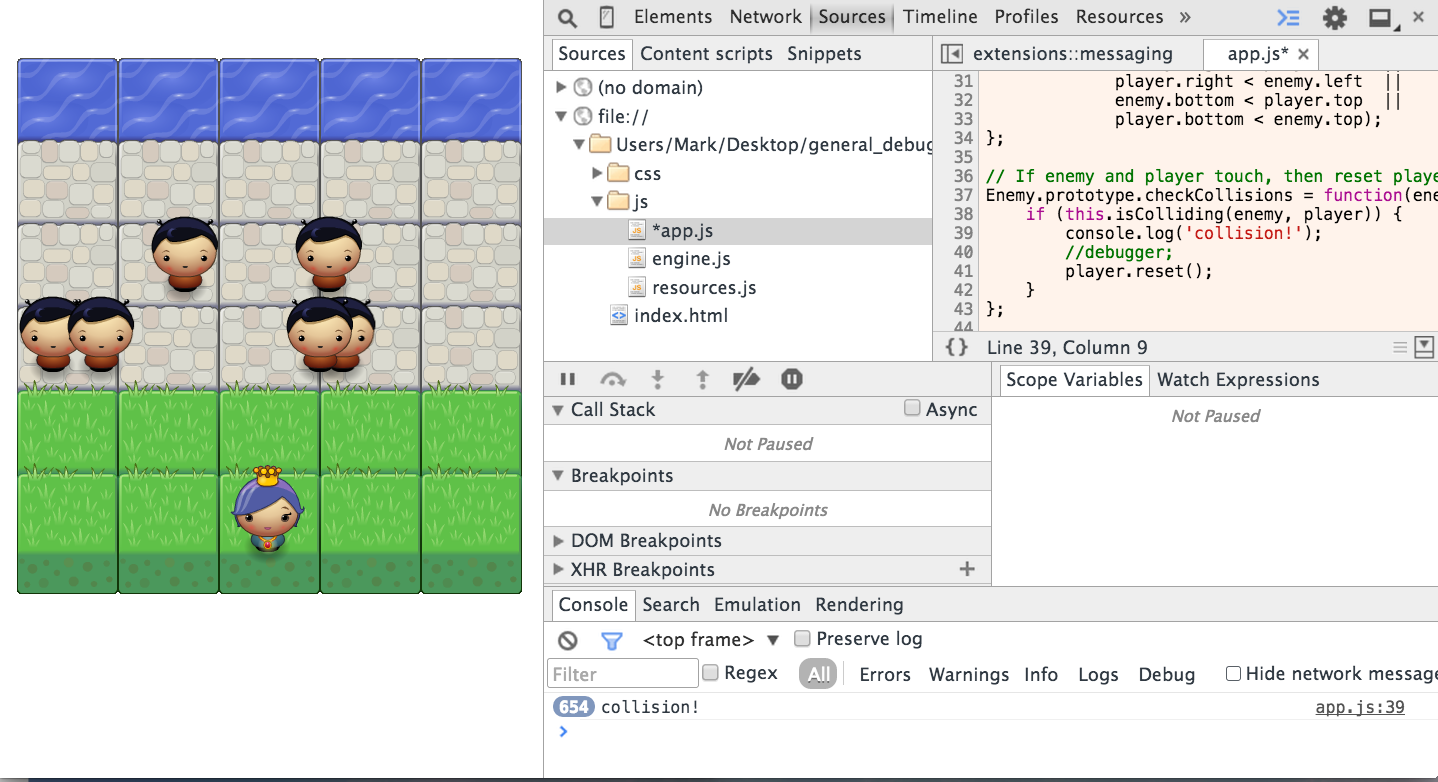 Elements Network Sources Timeline Profiles Resources »
Sources Content scripts Snippets
extensions::messaging app.js* ×
(no domain)
file://
Users/Mark/Desktop/general_debug
css
js
*app.js
engine.js
resources.js
index.html
31 player.right < enemy.left ||
32 enemy.bottom < player.top ||
33 player.bottom < enemy.top);
34 };
35
36 // If enemy and player touch, then reset playe
37 Enemy.prototype.checkCollisions = function(ene
38 if (this.isColliding(enemy, player)) {
39 console.log('collision!');
40 //debugger;
41 player.reset();
42 }
43 };
44
{} Line 39, Column 9
Call Stack Async
Not Paused
Breakpoints
No Breakpoints
DOM Breakpoints
XHR Breakpoints +
Scope Variables Watch Expressions
Not Paused
Console Search Emulation Rendering
<top frame> ▼ Preserve log
Filter Regex All Errors Warnings Info Logs Debug Hide network message
654 collision! app.js:39
>